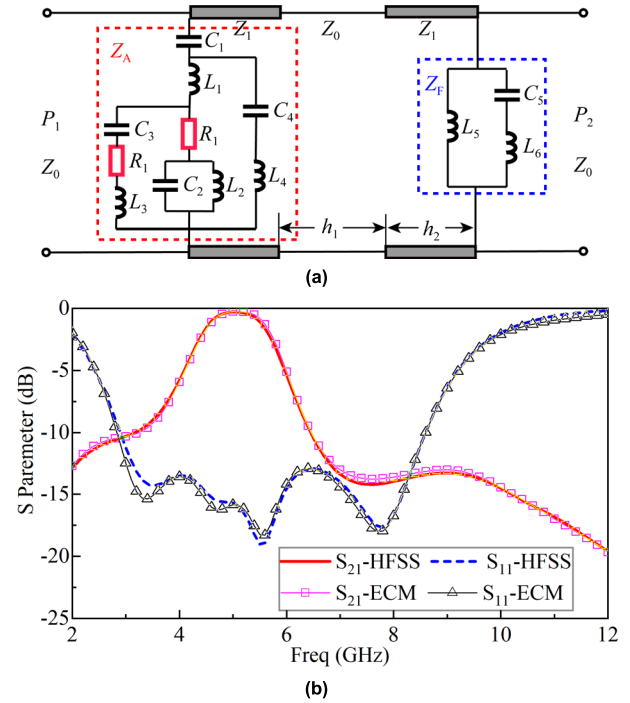 Z1 Z0 Z1
ZA C1
L1
C3 C4
P1 R1 R1
Z0 C2 L2 L4
L3
ZF
C5
L5 L6
P2
Z0
h1 h2
(a)
0
-5
-10
-15
-20
-25
S Paremeter (dB)
S21-HFSS S11-HFSS
S21-ECM S11-ECM
2 4 6 8 10 12
Freq (GHz)
(b)